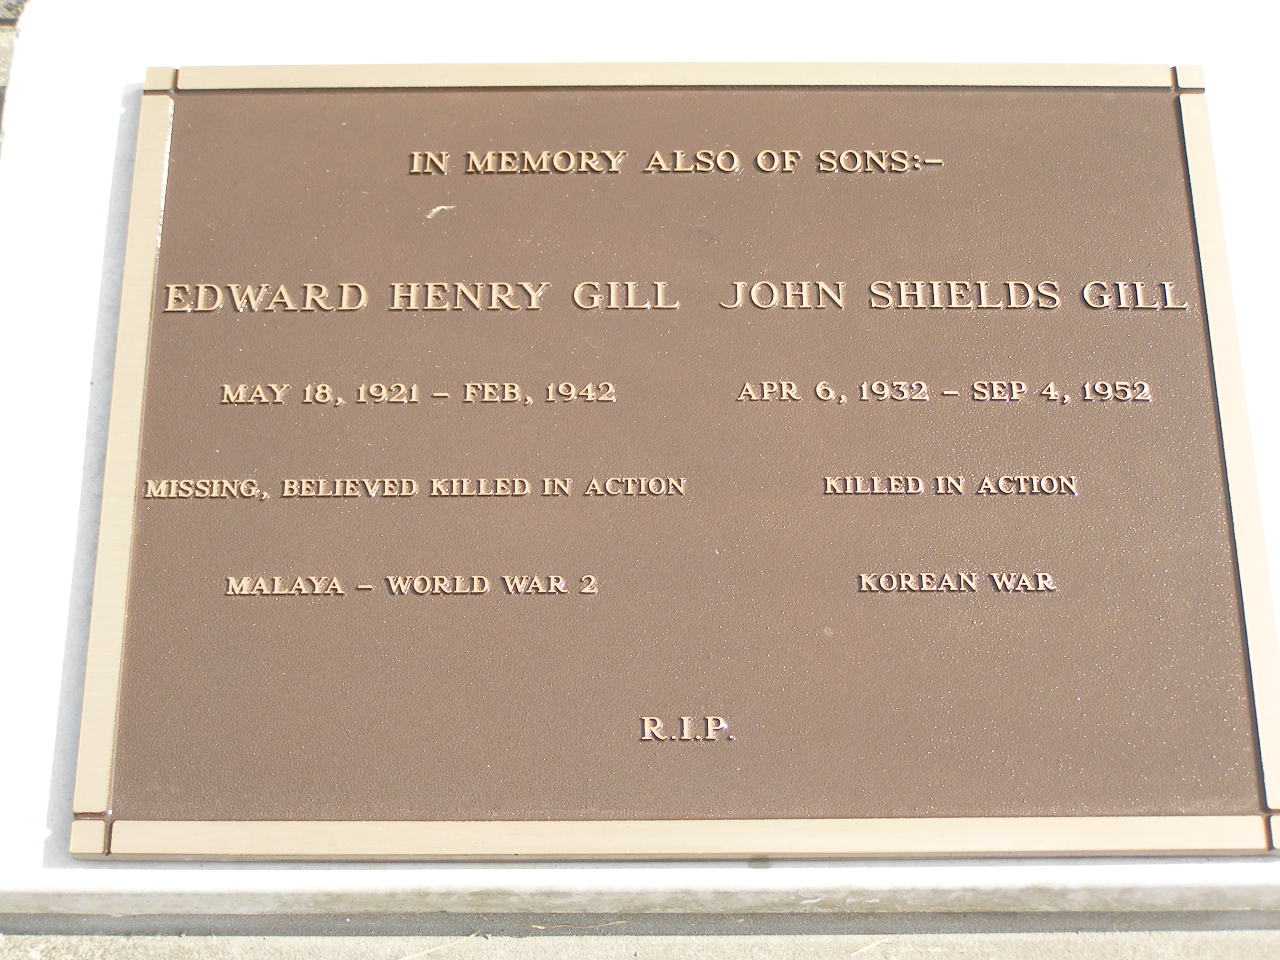 IN MEMORY ALSO OF SONS:–
EDWARD HENRY GILL JOHN SHIELDS GILL
MAY 18, 1921 – FEB, 1942 APR 6, 1932 – SEP 4, 1952
MISSING, BELIEVED KILLED IN ACTION KILLED IN ACTION
MALAYA – WORLD WAR 2 KOREAN WAR
R.I.P.